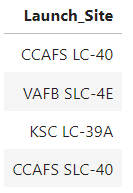 Launch_Site
CCAFS LC-40
VAFB SLC-4E
KSC LC-39A
CCAFS SLC-40